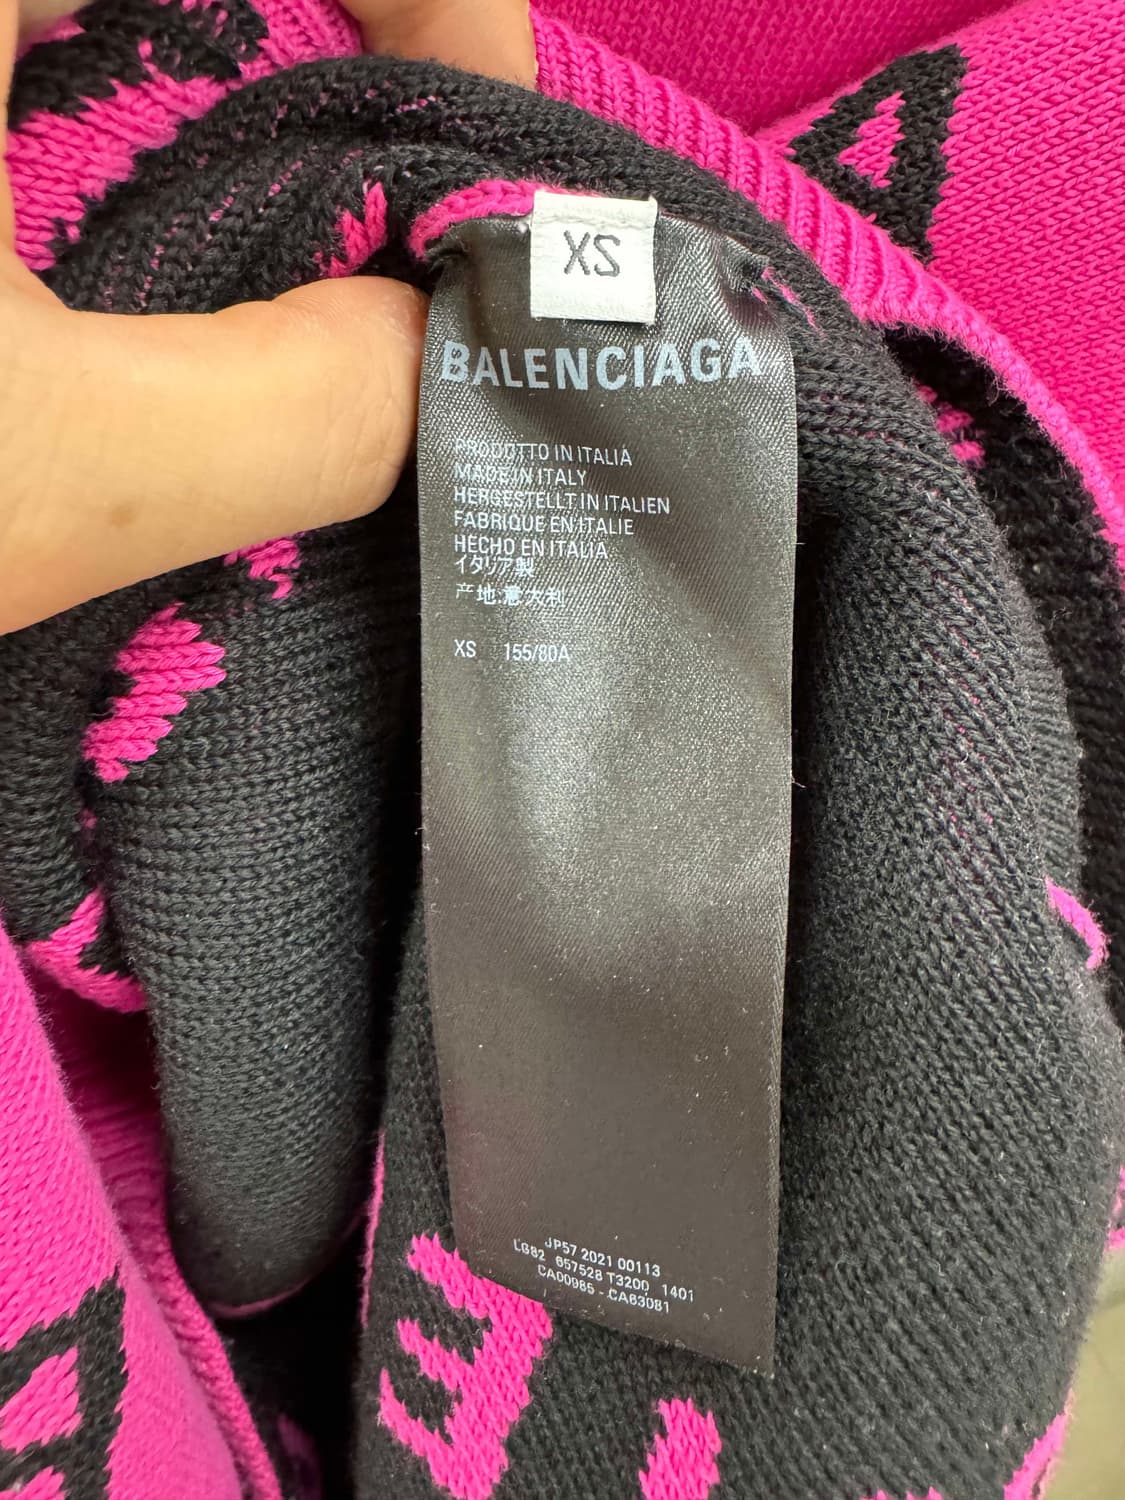 XS
BALENCIAGA
PRODOTTO IN ITALIA
MADE IN ITALY
HERGESTELLT IN ITALIEN
FABRIQUE EN ITALIE
HECHO EN ITALIA
イタリア製
产地:意大利
XS 155/80A
JP57 2021 00113
LG82 657528 T3200 1401
CA00985 - CA63081